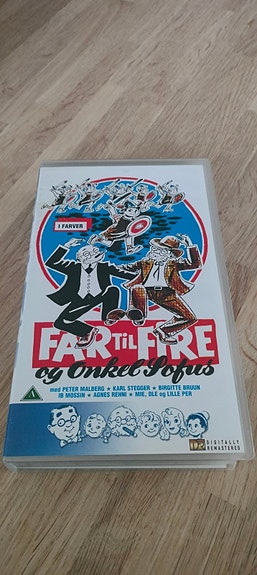 I FARVER
FAR TIL FIRE
og Onkel Sofus
med PETER MALBERG ★ KARL STEGGER ★ BIRGITTE BRUUN
IB MOSSIN ★ AGNES REHNI ★ MIE, OLE og LILLE PER
A
DIGITALLY
REMASTERED